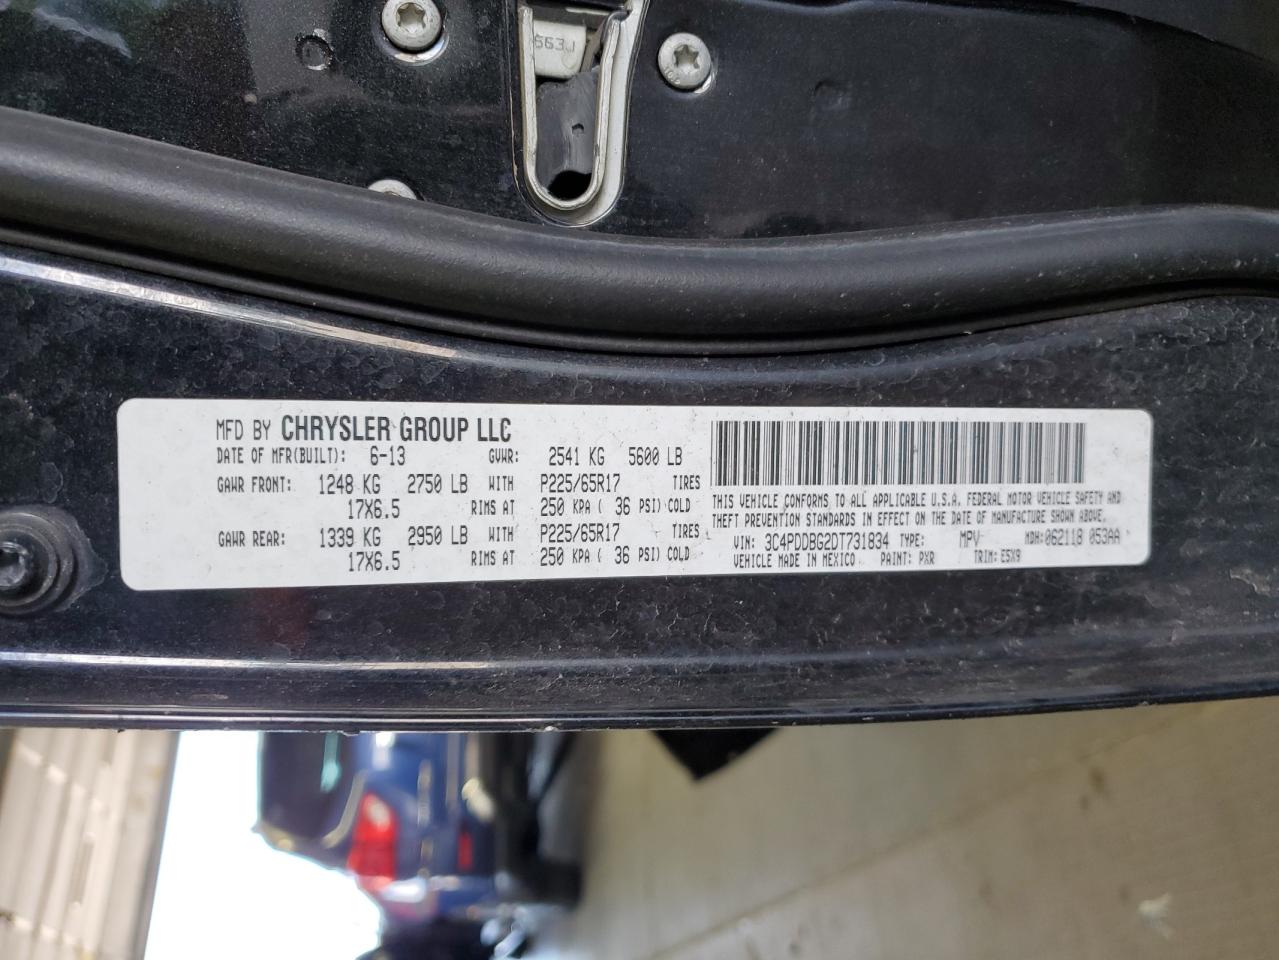 663J
MFD BY CHRYSLER GROUP LLC
DATE OF MFR(BUILT): 6-13 GVWR: 2541 KG 5600 LB
GAWR FRONT: 1248 KG 2750 LB WITH P225/65R17 TIRES
17X6.5 RIMS AT 250 KPA ( 36 PSI) COLD
GAWR REAR: 1339 KG 2950 LB WITH P225/65R17 TIRES
17X6.5 RIMS AT 250 KPA ( 36 PSI) COLD
THIS VEHICLE CONFORMS TO ALL APPLICABLE U.S.A. FEDERAL MOTOR VEHICLE SAFETY AND
THEFT PREVENTION STANDARDS IN EFFECT ON THE DATE OF MANUFACTURE SHOWN ABOVE.
VIN: 3C4PDDBG2DT731834 TYPE: MPV MDH: 062118 053AA
VEHICLE MADE IN MEXICO PAINT: PXR TRIM: E5X9